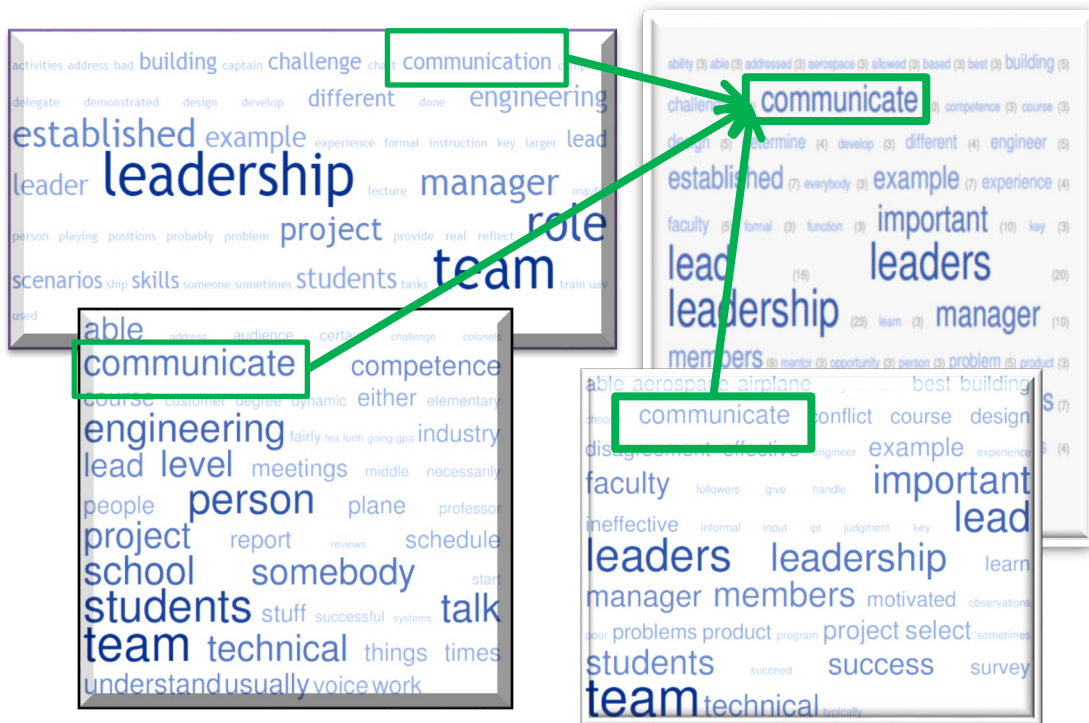 activities address bad building captain challenge communication
delegate demonstrated design develop different done engineering
established example experience formal instruction key larger lead
leader leadership lecture manager
person playing positions probably problem project provide real reflect role
scenarios ship skills someone sometimes students tasks team train uav
used
ability (3) able (3) addressed (3) aerospace (3) allowed (3) based (3) best (3) building (5)
communicate competence (3) course (3)
design (5) determine (4) develop (3) different (4) engineer (5)
established (7) everybody (3) example (7) experience (4)
faculty (5) formal (3) function (3) important (10) key (3)
lead (16) leaders (20)
leadership (23) learn (3) manager (10)
members (8) mentor (3) opportunity (3) person (3) problem (5) product (3)
s (7)
s (4)
able address audience certain challenge colonels
communicate competence
course customer degree dynamic either elementary
engineering fairly fea forth going gpa industry
lead level meetings middle necessarily
people person plane professor
project report reviews schedule
school somebody start
students stuff successful systems talk
team technical things times
understand usually voice work
able aerospace airplane best building
communicate conflict course design
disagreement effective engineer example experience
faculty followers give handle important
ineffective informal input ipt judgment key lead
leaders leadership learn
manager members motivated observations
poor problems product program project select sometimes
students succeed success survey
team technical typically